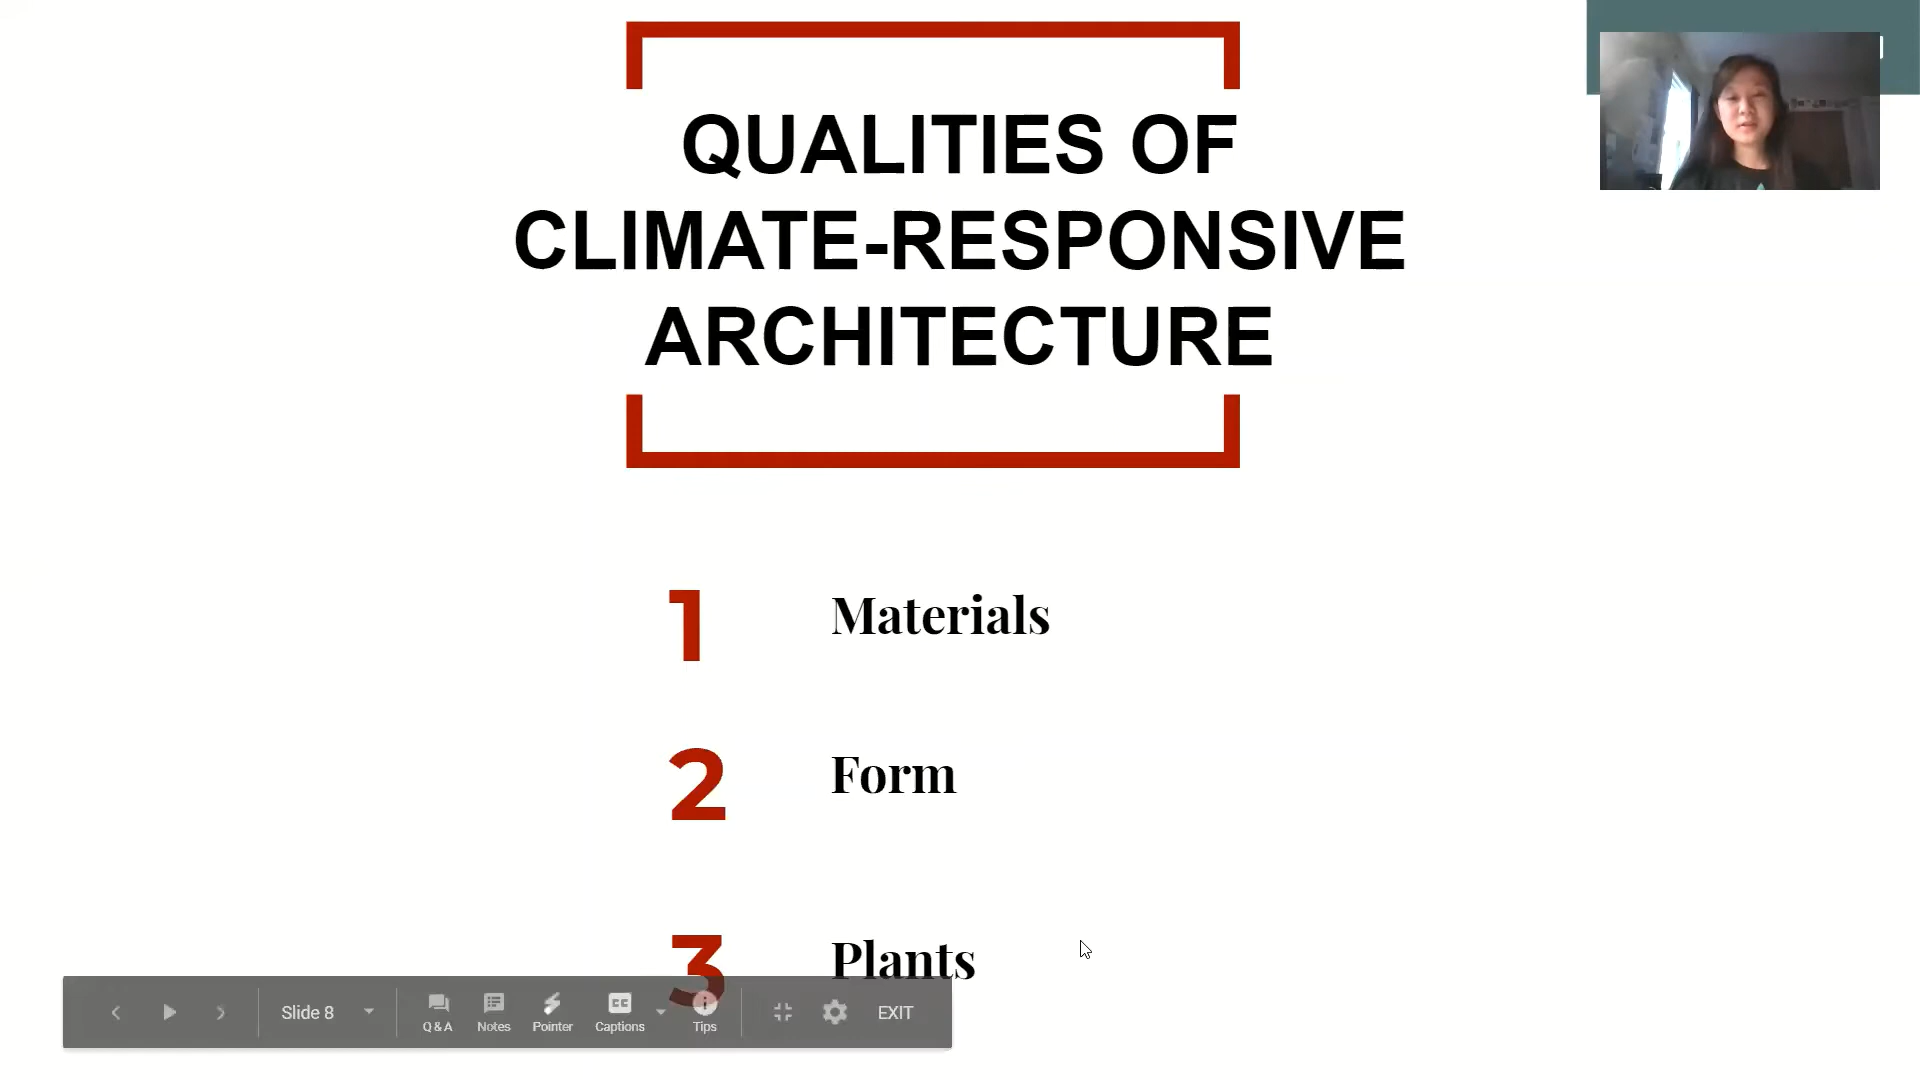 QUALITIES OF
CLIMATE-RESPONSIVE
ARCHITECTURE
1 Materials
2 Form
3 Plants
Slide 8
Q & A
Notes
Pointer
Captions
Tips
EXIT